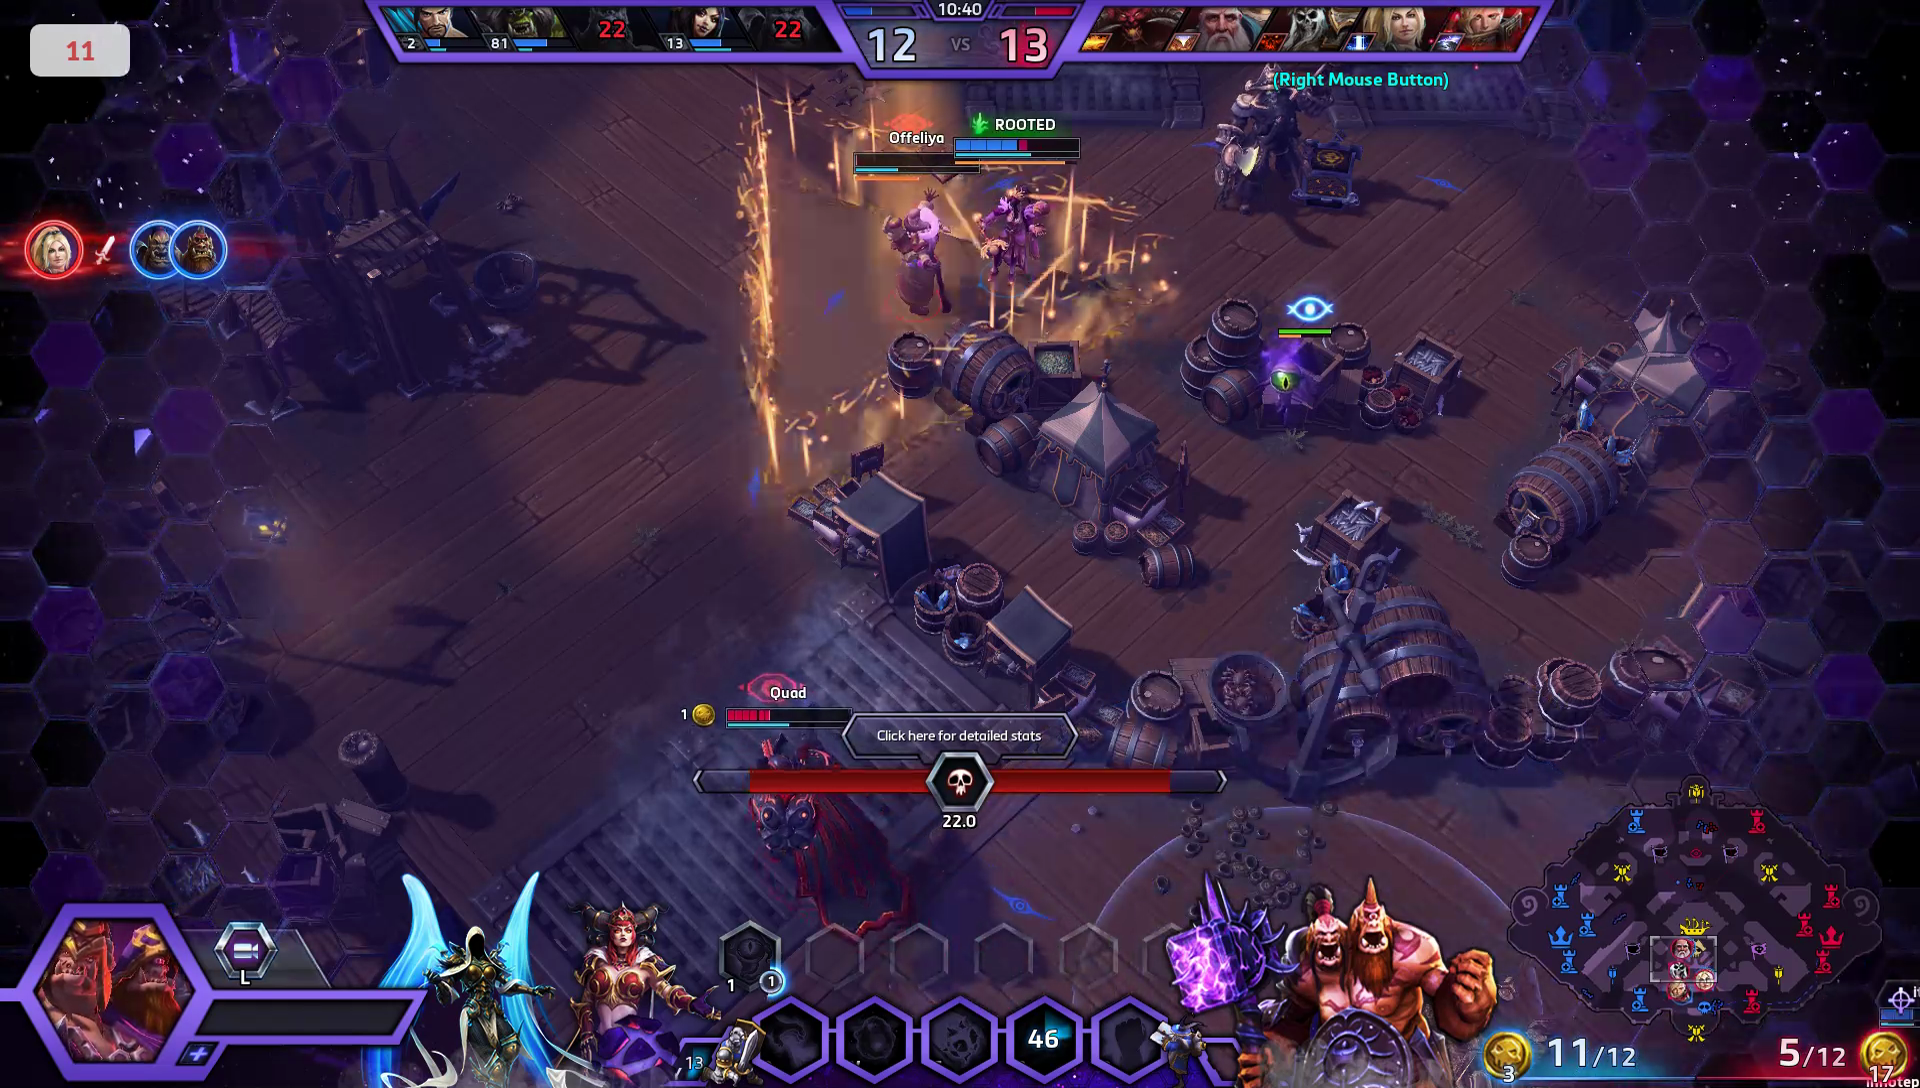 11
2
81
22
13
22
10:40
12 VS 13
(Right Mouse Button)
ROOTED
Offeliya
Quad
1
Click here for detailed stats
22.0
L
1
1
13
46
3
11/12
5/12
17